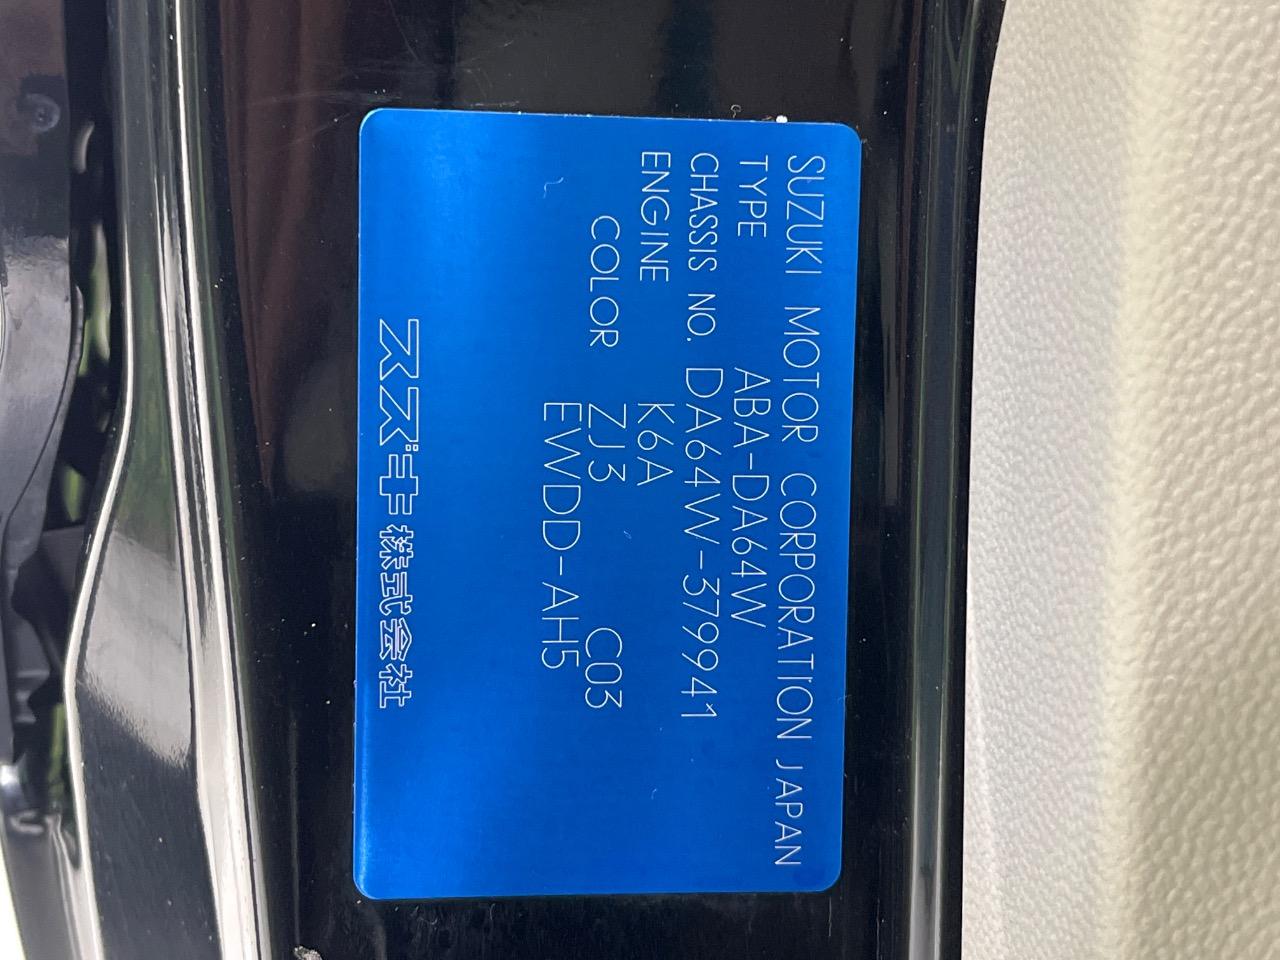 SUZUKI MOTOR CORPORATION JAPAN
TYPE ABA-DA64W
CHASSIS NO. DA64W-379941
ENGINE K6A
COLOR ZJ3 C03
EWDD-AH5
スズキ株式会社